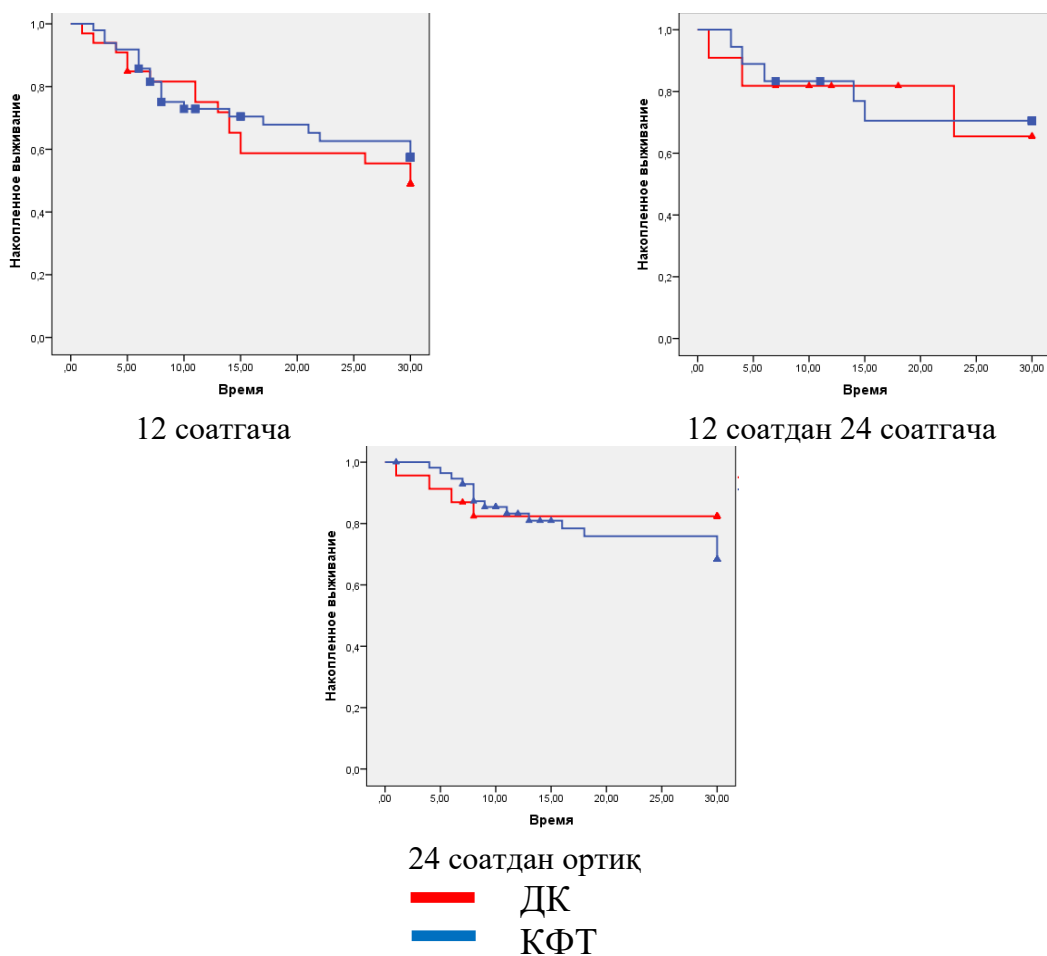 Накопленное выживание
1,0
0,8
0,6
0,4
0,2
0,0
,00 5,00 10,00 15,00 20,00 25,00 30,00
Время
12 соатгача
Накопленное выживание
1,0
0,8
0,6
0,4
0,2
0,0
,00 5,00 10,00 15,00 20,00 25,00 30,00
Время
12 соатдан 24 соатгача
Накопленное выживание
1,0
0,8
0,6
0,4
0,2
0,0
,00 5,00 10,00 15,00 20,00 25,00 30,00
Время
24 соатдан ортиқ
ДК
КФТ